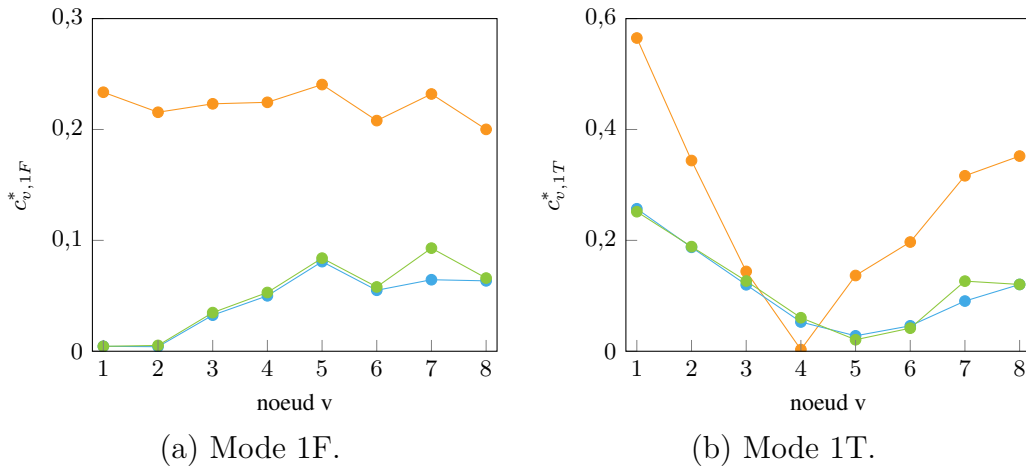 0,3
0,2
0,1
0
c*v,1F
1 2 3 4 5 6 7 8
noeud v
(a) Mode 1F.
0,6
0,4
0,2
0
c*v,1T
1 2 3 4 5 6 7 8
noeud v
(b) Mode 1T.